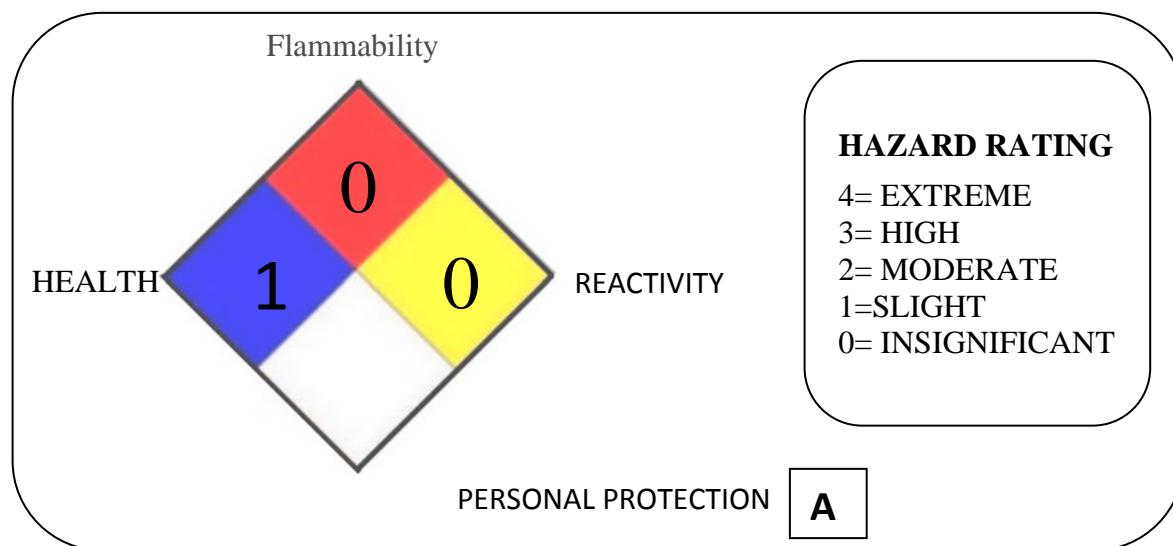 Flammability
0
HEALTH
1
0
REACTIVITY
HAZARD RATING
4= EXTREME
3= HIGH
2= MODERATE
1=SLIGHT
0= INSIGNIFICANT
PERSONAL PROTECTION
A